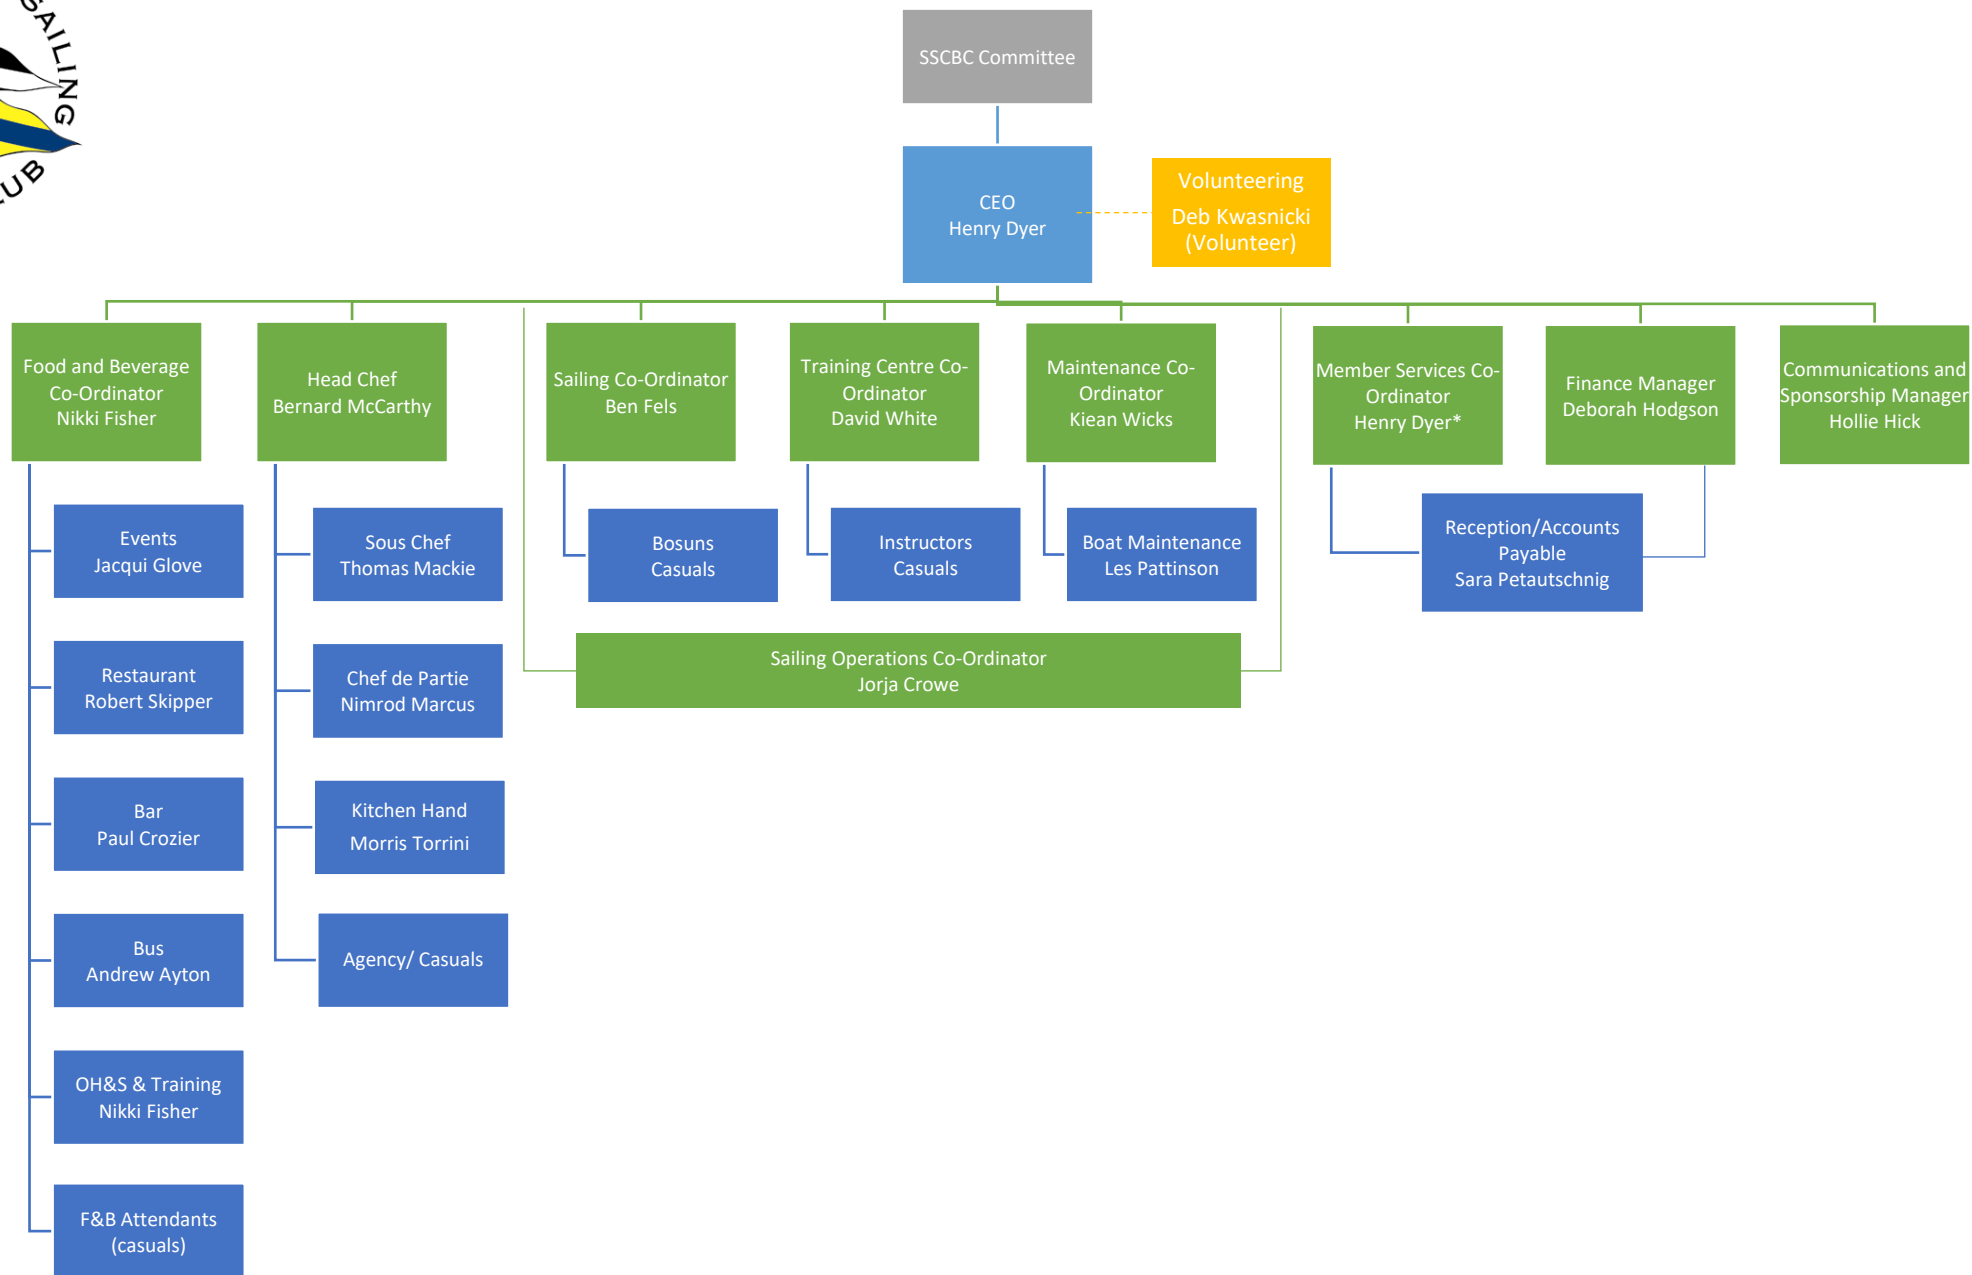 SAILING
SSCBC Committee
CEO
Henry Dyer
Volunteering
Deb Kwasnicki
(Volunteer)
Food and Beverage
Co-Ordinator
Nikki Fisher
Head Chef
Bernard McCarthy
Sailing Co-Ordinator
Ben Fels
Training Centre Co-
Ordinator
David White
Maintenance Co-
Ordinator
Kiean Wicks
Member Services Co-
Ordinator
Henry Dyer*
Finance Manager
Deborah Hodgson
Communications and
Sponsorship Manager
Hollie Hick
Events
Jacqui Glove
Sous Chef
Thomas Mackie
Bosuns
Casuals
Instructors
Casuals
Boat Maintenance
Les Pattinson
Reception/Accounts
Payable
Sara Petautschnig
Restaurant
Robert Skipper
Chef de Partie
Nimrod Marcus
Sailing Operations Co-Ordinator
Jorja Crowe
Bar
Paul Crozier
Kitchen Hand
Morris Torrini
Bus
Andrew Ayton
Agency/ Casuals
OH&S & Training
Nikki Fisher
F&B Attendants
(casuals)